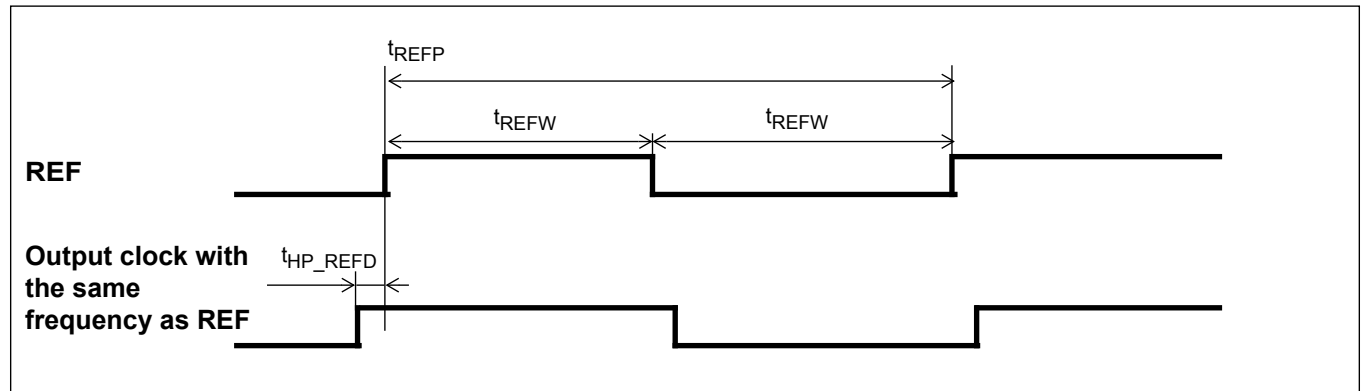 tREFP
tREFW
tREFW
REF
Output clock with
the same
frequency as REF
tHP_REFD